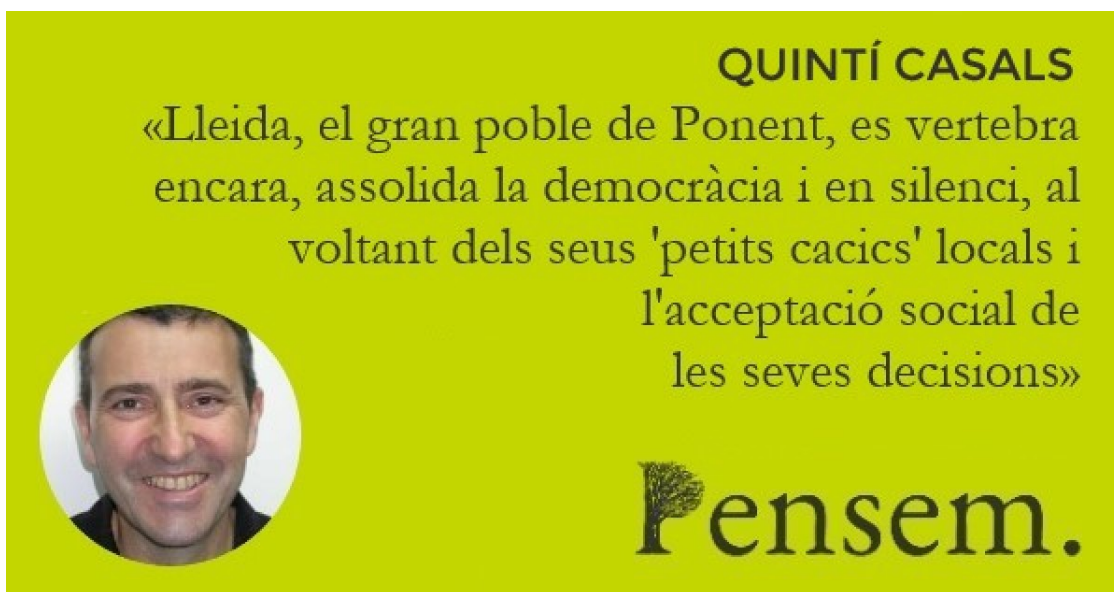 QUINTÍ CASALS
«Lleida, el gran poble de Ponent, es vertebra
encara, assolida la democràcia i en silenci, al
voltant dels seus 'petits cacics' locals i
l'acceptació social de
les seves decisions»
Pensem.